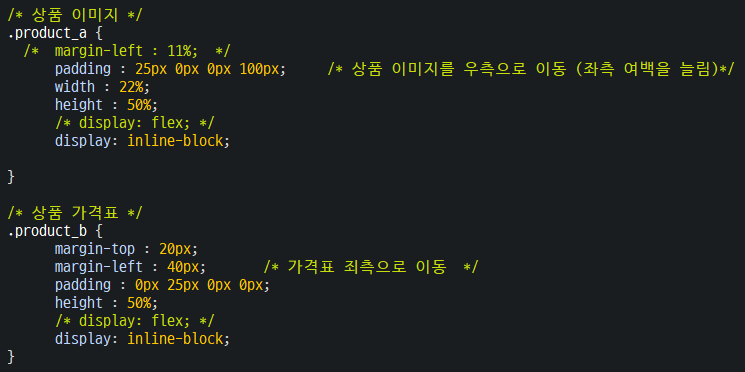 /* 상품 이미지 */
.product_a {
/* margin-left : 11%; */
padding : 25px 0px 0px 100px; /* 상품 이미지를 우측으로 이동 (좌측 여백을 늘림)*/
width : 22%;
height : 50%;
/* display: flex; */
display: inline-block;
}
/* 상품 가격표 */
.product_b {
margin-top : 20px;
margin-left : 40px; /* 가격표 죄측으로 이동 */
padding : 0px 25px 0px 0px;
height : 50%;
/* display: flex; */
display: inline-block;
}